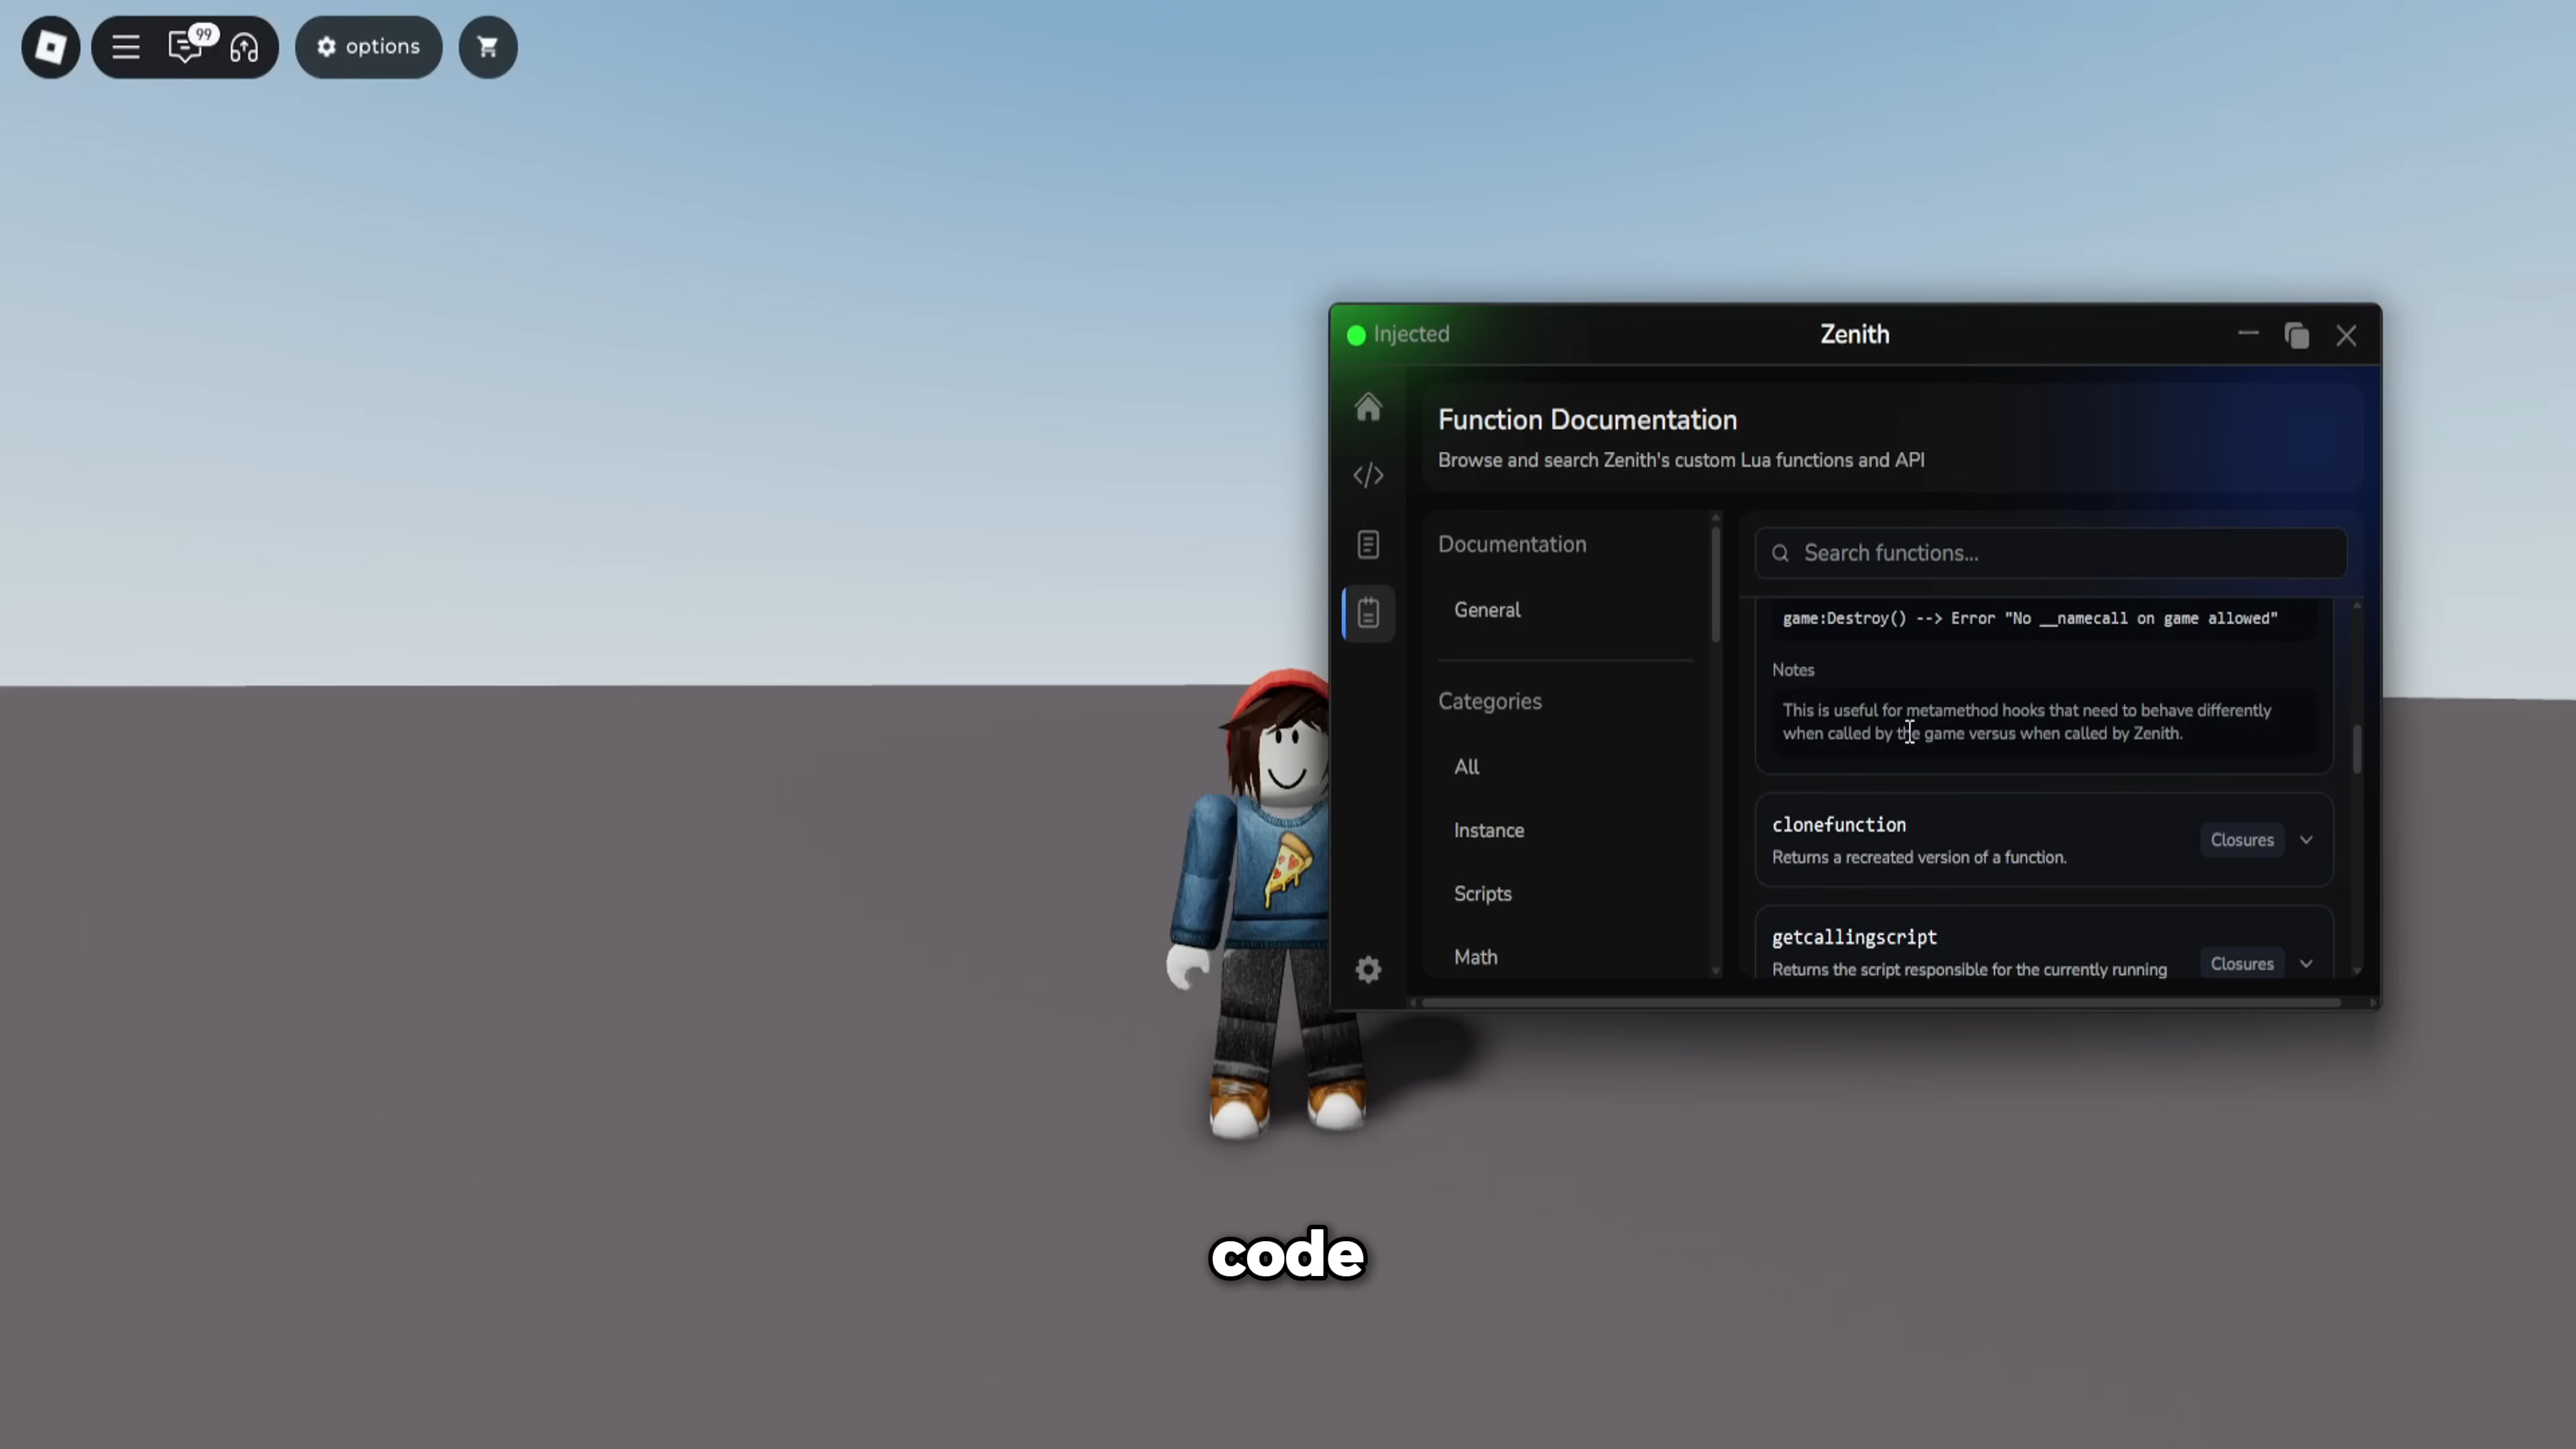 99
options
Injected
Zenith
Function Documentation
Browse and search Zenith's custom Lua functions and API
Documentation
General
Categories
All
Instance
Scripts
Math
Search functions...
game:Destroy() --> Error "No __namecall on game allowed"
Notes
This is useful for metamethod hooks that need to behave differently
when called by the game versus when called by Zenith.
clonefunction
Returns a recreated version of a function.
Closures
getcallingscript
Returns the script responsible for the currently running
Closures
code